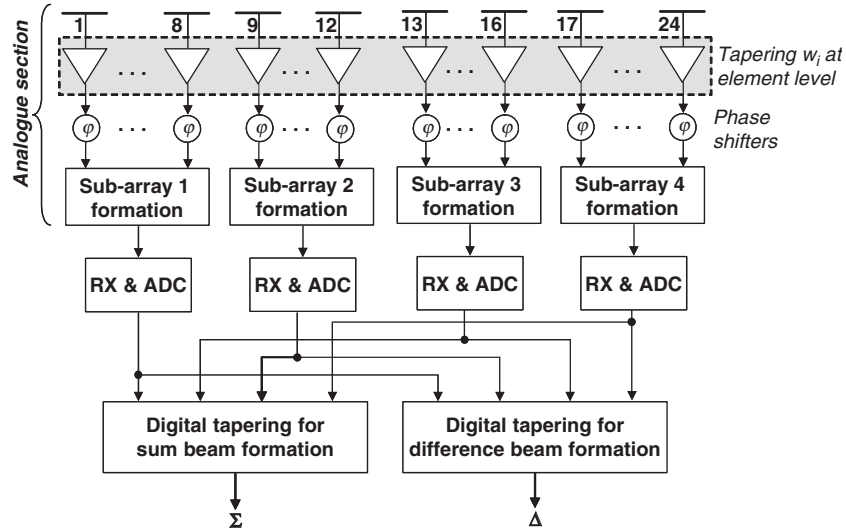 1 8 9 12 13 16 17 24
Analogue section
Tapering wᵢ at
element level
. . . . . . . . . . . .
φ . . . φ φ . . . φ φ . . . φ φ . . . φ
Phase
shifters
Sub-array 1
formation
Sub-array 2
formation
Sub-array 3
formation
Sub-array 4
formation
RX & ADC
RX & ADC
RX & ADC
RX & ADC
Digital tapering for
sum beam formation
Digital tapering for
difference beam formation
Σ
Δ